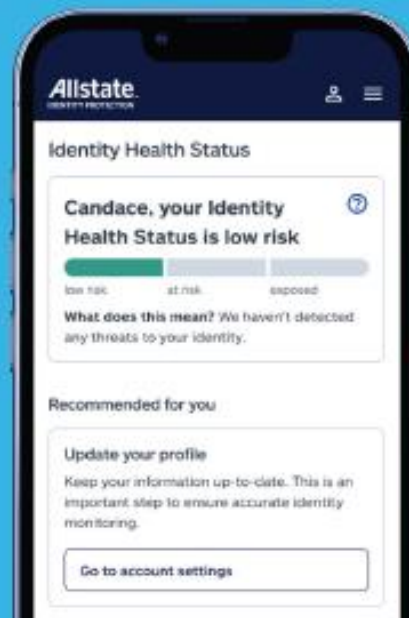 Allstate.
IDENTITY PROTECTION
Identity Health Status
Candace, your Identity
Health Status is low risk
low risk at risk exposed
What does this mean? We haven't detected
any threats to your identity.
Recommended for you
Update your profile
Keep your information up-to-date. This is an
important step to ensure accurate identity
monitoring.
Go to account settings